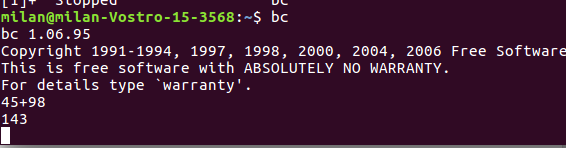 [1]+  Stopped                 bc
milan@milan-Vostro-15-3568:~$ bc
bc 1.06.95
Copyright 1991-1994, 1997, 1998, 2000, 2004, 2006 Free Software
This is free software with ABSOLUTELY NO WARRANTY.
For details type `warranty'.
45+98
143